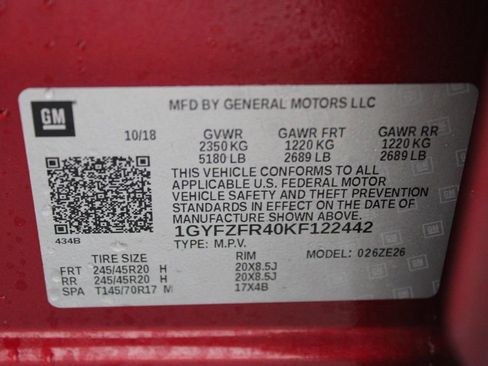 GM
MFD BY GENERAL MOTORS LLC
10/18 GVWR GAWR FRT GAWR RR
2350 KG 1220 KG 1220 KG
5180 LB 2689 LB 2689 LB
THIS VEHICLE CONFORMS TO ALL
APPLICABLE U.S. FEDERAL MOTOR
VEHICLE SAFETY AND THEFT PREVENTION
STANDARDS IN EFFECT ON THE DATE OF
MANUFACTURE SHOWN ABOVE.
434B 1GYFZFR40KF122442
TYPE: M.P.V. MODEL: 026ZE26
TIRE SIZE RIM
FRT 245/45R20 H 20X8.5J
RR 245/45R20 H 20X8.5J
SPA T145/70R17 M 17X4B